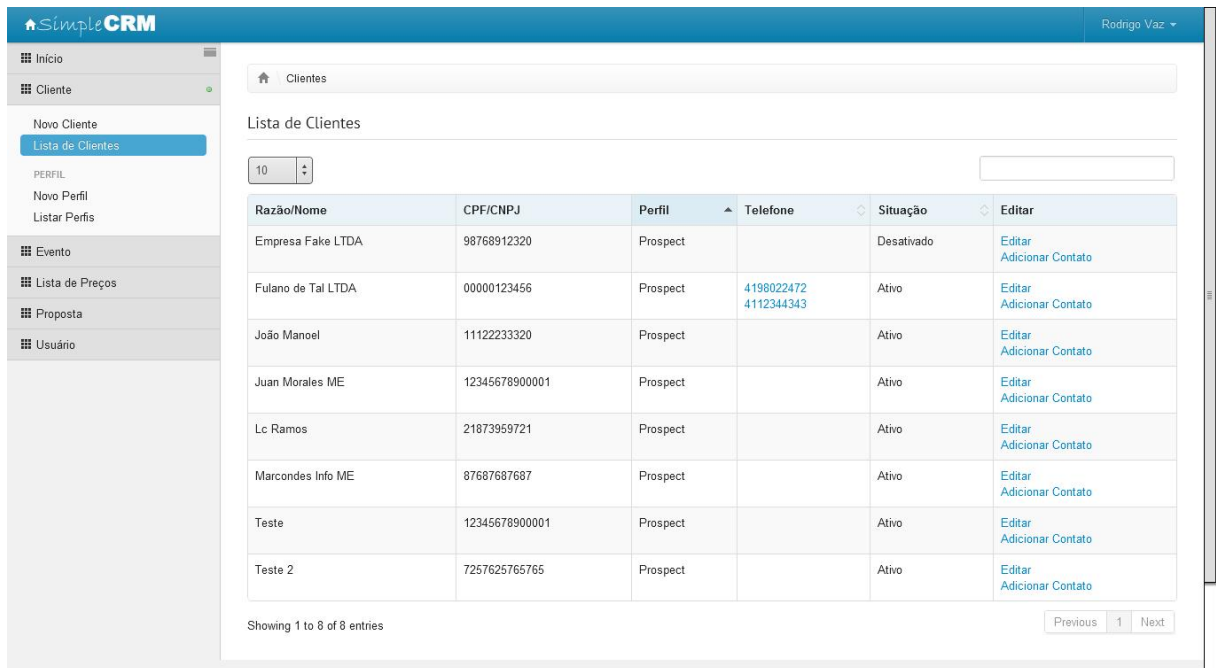 SimpleCRM
Rodrigo Vaz
Início
Cliente
Novo Cliente
Lista de Clientes
PERFIL
Novo Perfil
Listar Perfis
Evento
Lista de Preços
Proposta
Usuário
Clientes
Lista de Clientes
10
Razão/Nome CPF/CNPJ Perfil Telefone Situação Editar
Empresa Fake LTDA 98768912320 Prospect Desativado Editar
Adicionar Contato
Fulano de Tal LTDA 00000123456 Prospect 4198022472 Ativo Editar
4112344343 Adicionar Contato
João Manoel 11122233320 Prospect Ativo Editar
Adicionar Contato
Juan Morales ME 12345678900001 Prospect Ativo Editar
Adicionar Contato
Lc Ramos 21873959721 Prospect Ativo Editar
Adicionar Contato
Marcondes Info ME 87687687687 Prospect Ativo Editar
Adicionar Contato
Teste 12345678900001 Prospect Ativo Editar
Adicionar Contato
Teste 2 7257625765765 Prospect Ativo Editar
Adicionar Contato
Showing 1 to 8 of 8 entries
Previous 1 Next